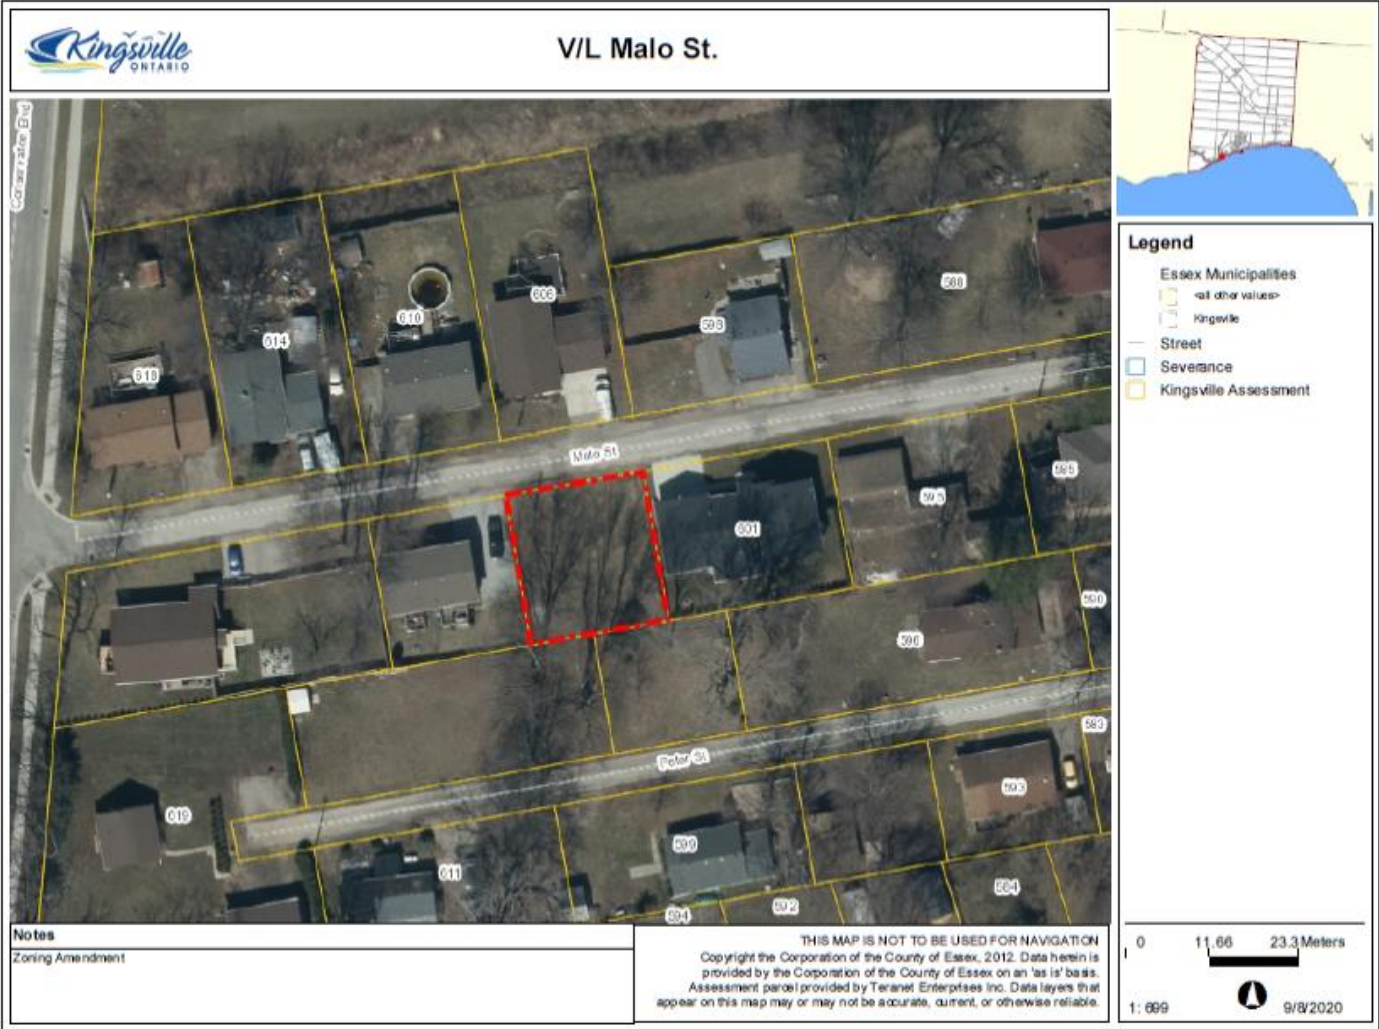 Kingsville
ONTARIO
V/L Malo St.
Conservation Blvd
618
614
610
606
598
588
Malo St
601
595
585
596
590
Peter St
583
619
611
599
593
594
592
584
Legend
Essex Municipalities
<all other values>
Kingsville
Street
Severance
Kingsville Assessment
Notes
Zoning Amendment
THIS MAP IS NOT TO BE USED FOR NAVIGATION
Copyright the Corporation of the County of Essex, 2012. Data herein is
provided by the Corporation of the County of Essex on an 'as is' basis.
Assessment parcel provided by Teranet Enterprises Inc. Data layers that
appear on this map may or may not be accurate, current, or otherwise reliable.
0 11.66 23.3 Meters
1: 699
9/8/2020